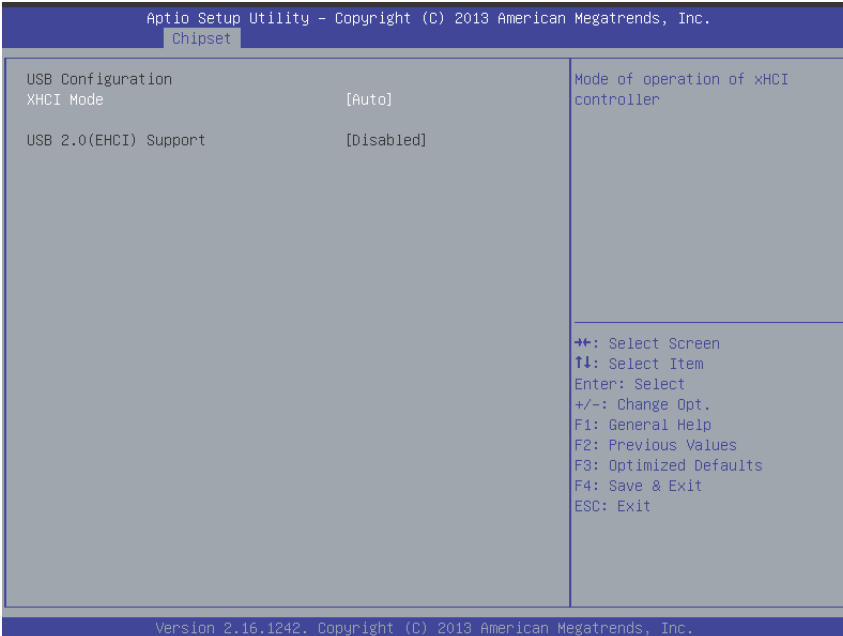 Aptio Setup Utility – Copyright (C) 2013 American Megatrends, Inc.
Chipset
USB Configuration
XHCI Mode [Auto]
USB 2.0(EHCI) Support [Disabled]
Mode of operation of xHCI
controller
→←: Select Screen
↑↓: Select Item
Enter: Select
+/-: Change Opt.
F1: General Help
F2: Previous Values
F3: Optimized Defaults
F4: Save & Exit
ESC: Exit
Version 2.16.1242. Copyright (C) 2013 American Megatrends, Inc.